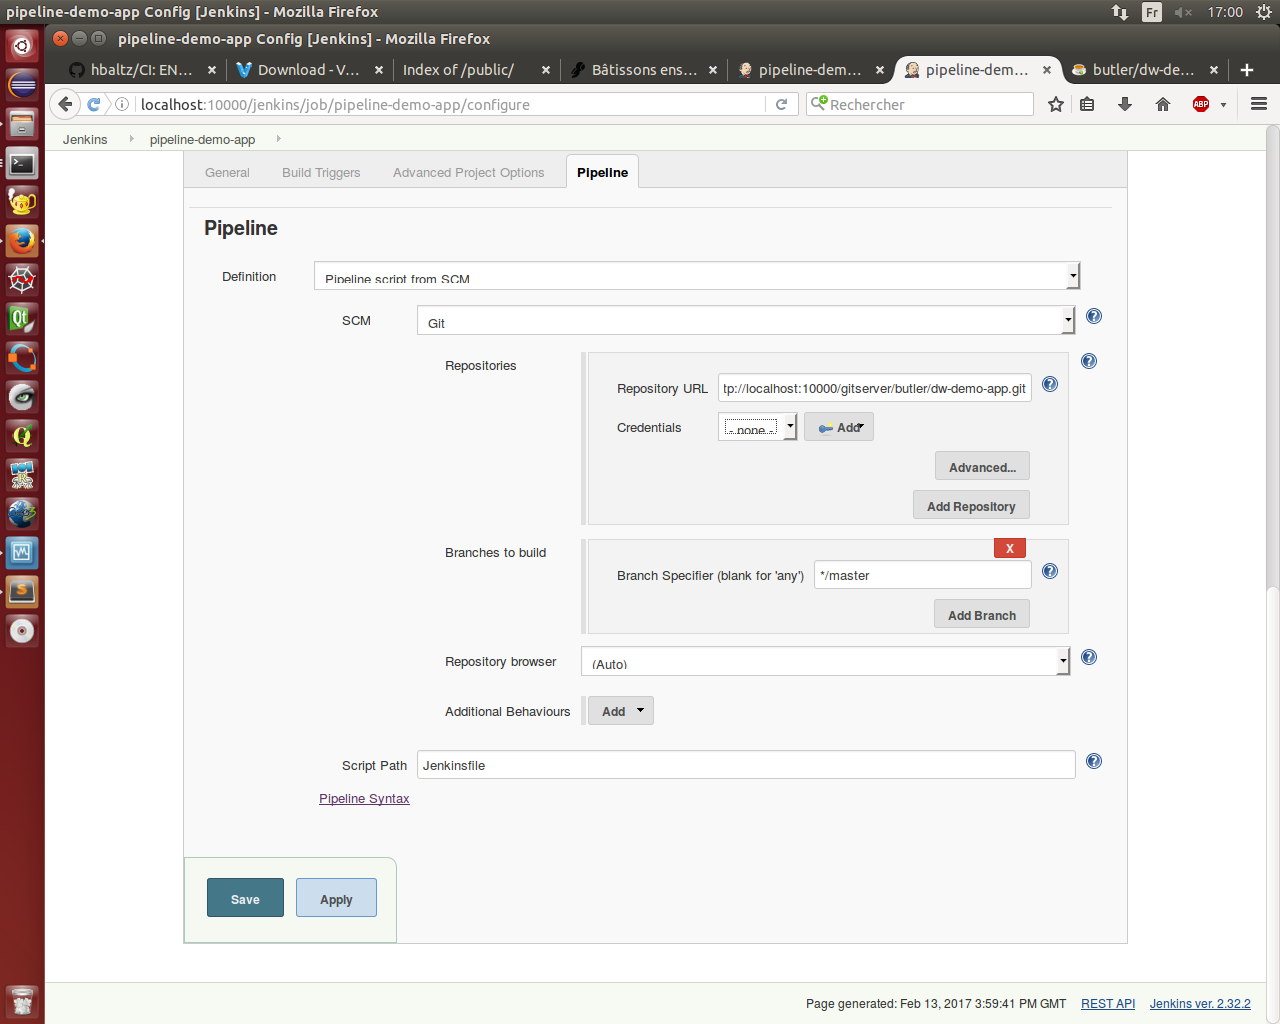 pipeline-demo-app Config [Jenkins] - Mozilla Firefox
Fr
17:00
pipeline-demo-app Config [Jenkins] - Mozilla Firefox
hbaltz/CI: EN...
Download - V...
Index of /public/
Bâtissons ens...
pipeline-dem...
pipeline-dem...
butler/dw-de...
localhost:10000/jenkins/job/pipeline-demo-app/configure
Rechercher
ABP
Jenkins
pipeline-demo-app
General
Build Triggers
Advanced Project Options
Pipeline
Pipeline
Definition
Pipeline script from SCM
SCM
Git
Repositories
Repository URL
tp://localhost:10000/gitserver/butler/dw-demo-app.git
Credentials
- none -
Add
Advanced...
Add Repository
Branches to build
X
Branch Specifier (blank for 'any')
*/master
Add Branch
Repository browser
(Auto)
Additional Behaviours
Add
Script Path
Jenkinsfile
Pipeline Syntax
Save
Apply
Page generated: Feb 13, 2017 3:59:41 PM GMT
REST API
Jenkins ver. 2.32.2